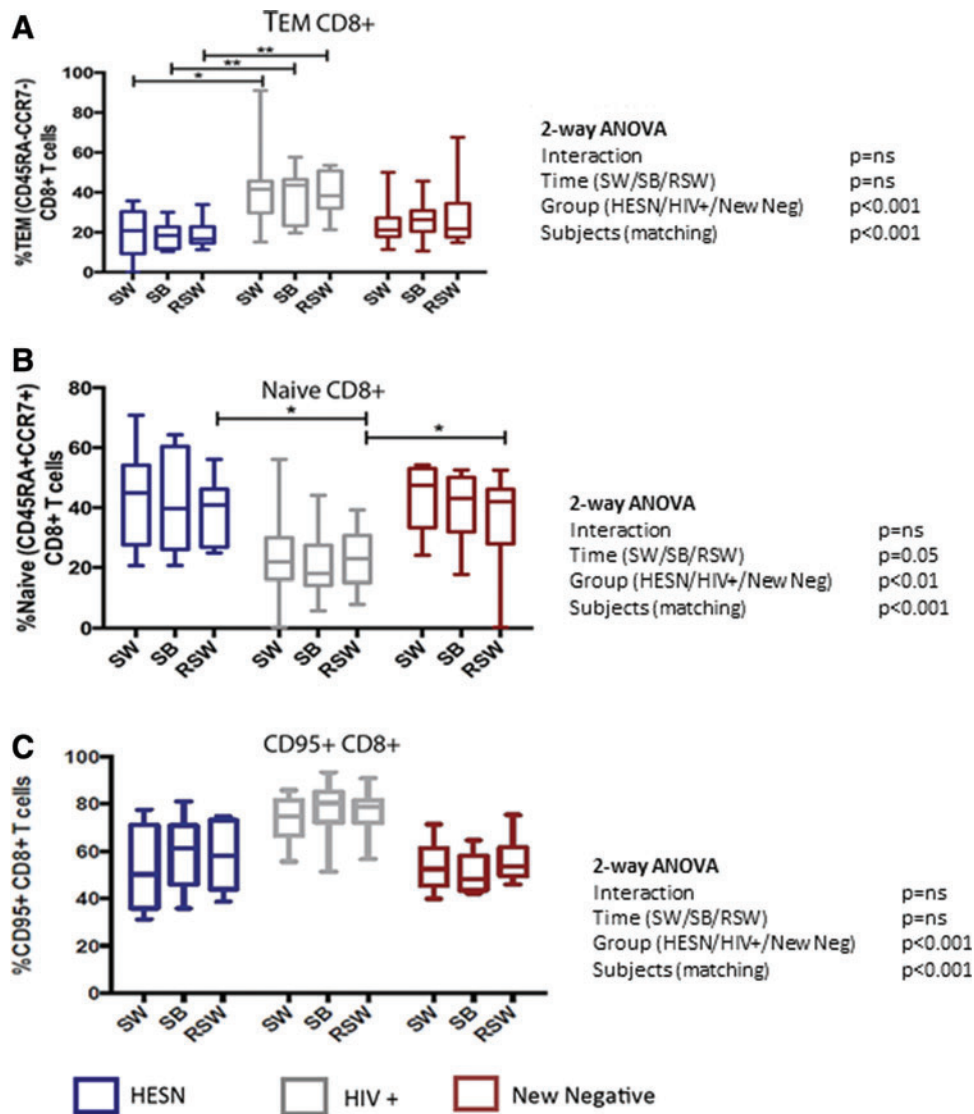 A
TEM CD8+
**
**
*
%TEM (CD45RA-CCR7-)
CD8+ T cells
100
80
60
40
20
0
SW SB RSW SW SB RSW SW SB RSW
2-way ANOVA
Interaction p=ns
Time (SW/SB/RSW) p=ns
Group (HESN/HIV+/New Neg) p<0.001
Subjects (matching) p<0.001
B
Naive CD8+
*
*
%Naive (CD45RA+CCR7+)
CD8+ T cells
80
60
40
20
0
SW SB RSW SW SB RSW SW SB RSW
2-way ANOVA
Interaction p=ns
Time (SW/SB/RSW) p=0.05
Group (HESN/HIV+/New Neg) p<0.01
Subjects (matching) p<0.001
C
CD95+ CD8+
%CD95+ CD8+ T cells
100
80
60
40
20
0
SW SB RSW SW SB RSW SW SB RSW
2-way ANOVA
Interaction p=ns
Time (SW/SB/RSW) p=ns
Group (HESN/HIV+/New Neg) p<0.001
Subjects (matching) p<0.001
HESN HIV + New Negative